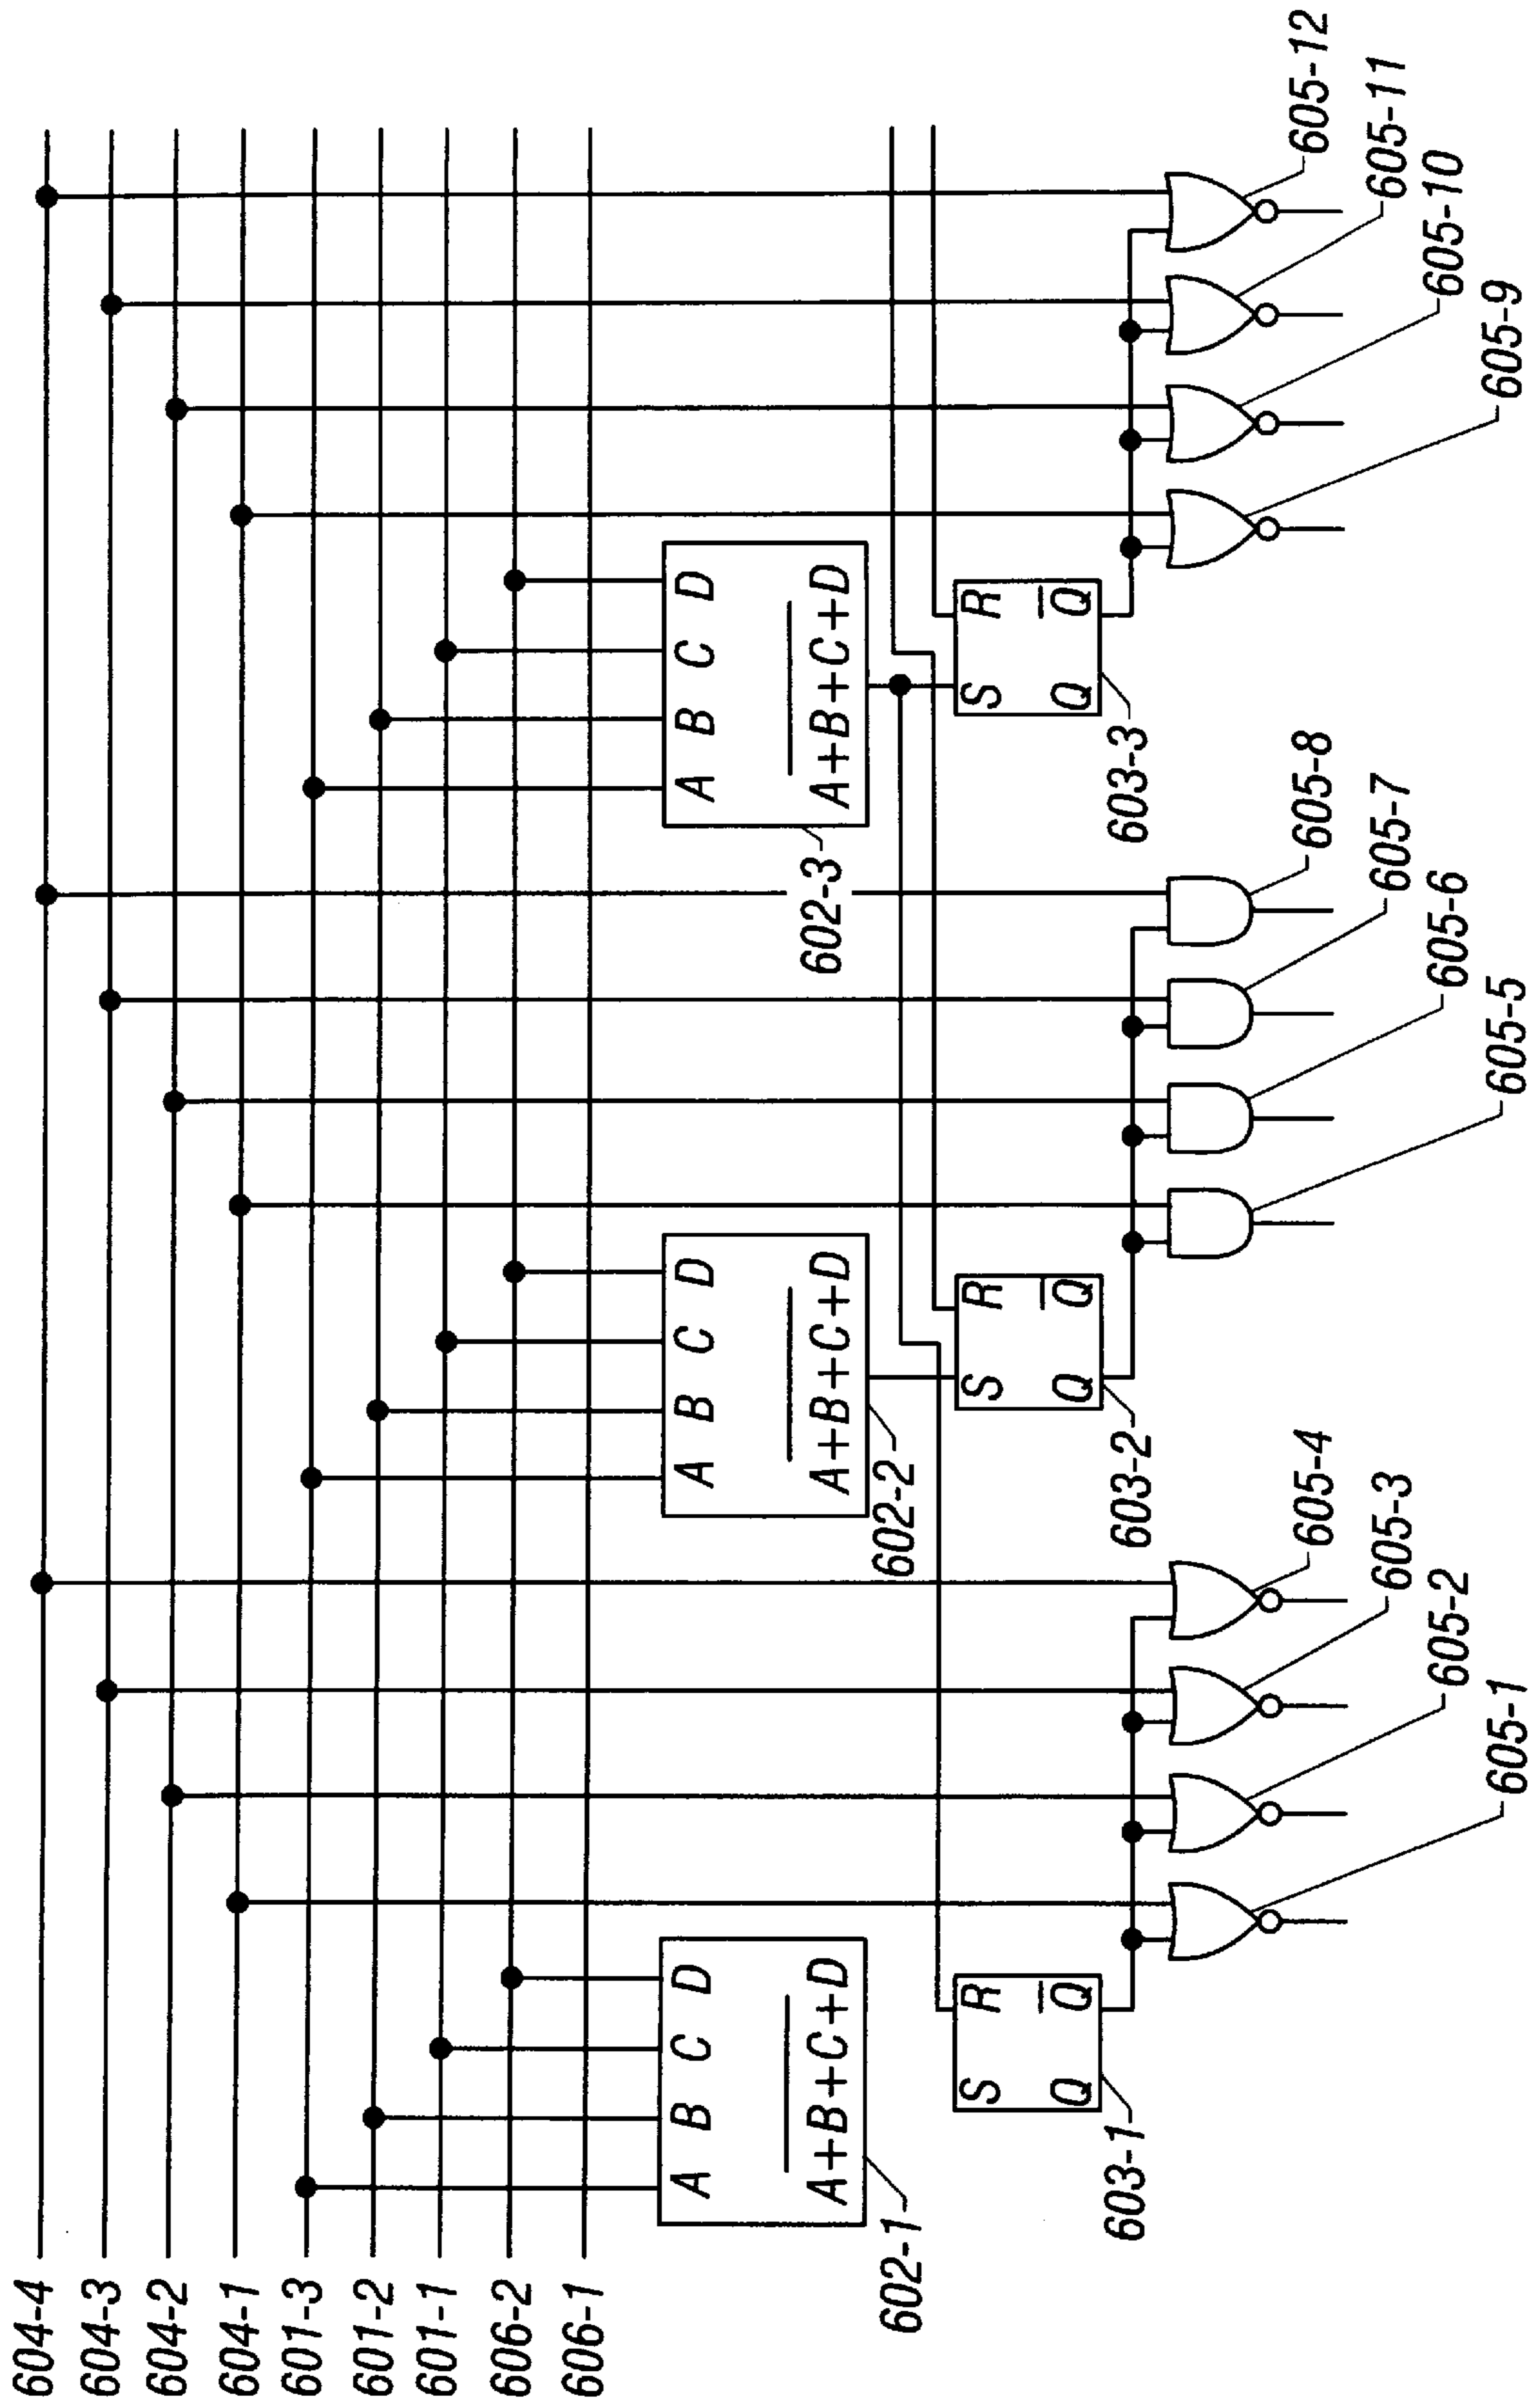 604-4
604-3
604-2
604-1
601-3
601-2
601-1
606-2
606-1
A B C D
A+B+C+D
602-1
A B C D
A+B+C+D
602-2
A B C D
A+B+C+D
602-3
S R
Q Q
603-1
S R
Q Q
603-2
S R
Q Q
603-3
605-1
605-2
605-3
605-4
605-5
605-6
605-7
605-8
605-9
605-10
605-11
605-12